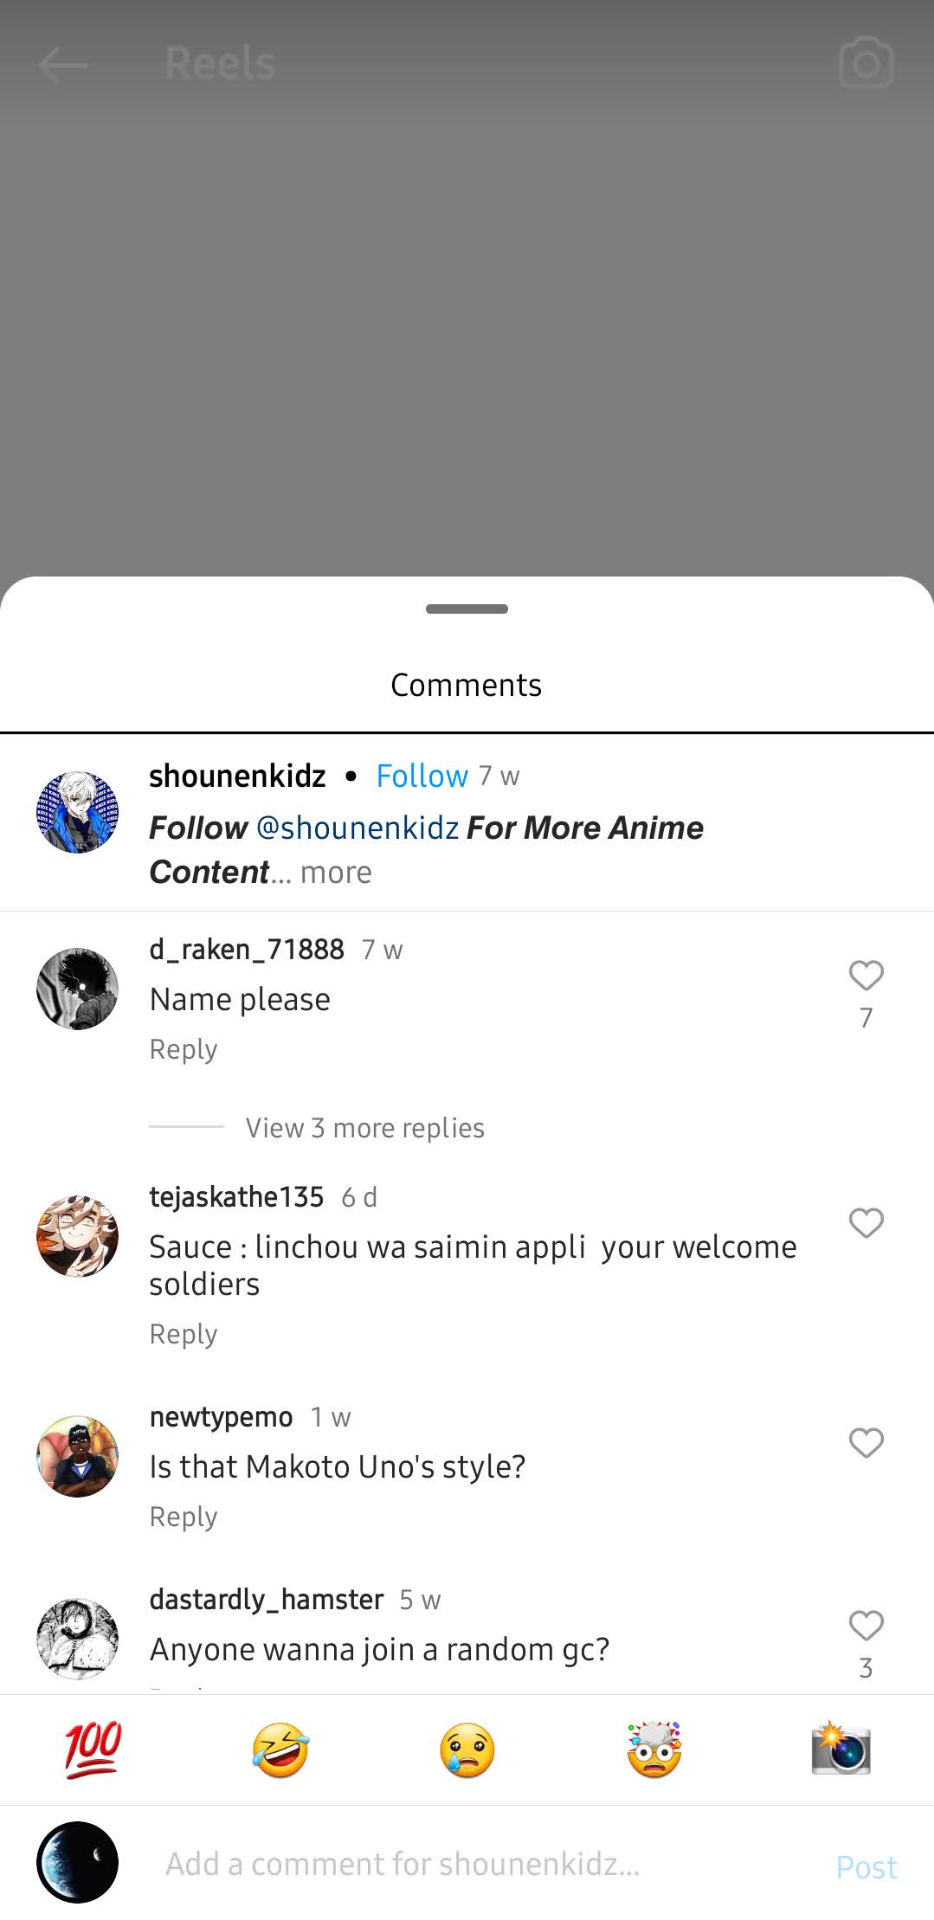 Reels
Comments
shounenkidz • Follow 7 w
Follow @shounenkidz For More Anime
Content... more
d_raken_71888 7 w
Name please
7
Reply
View 3 more replies
tejaskathe135 6 d
Sauce : linchou wa saimin appli your welcome
soldiers
Reply
newtypemo 1 w
Is that Makoto Uno's style?
Reply
dastardly_hamster 5 w
Anyone wanna join a random gc?
3
💯 🤣 😢 🤯 📸
Add a comment for shounenkidz...
Post